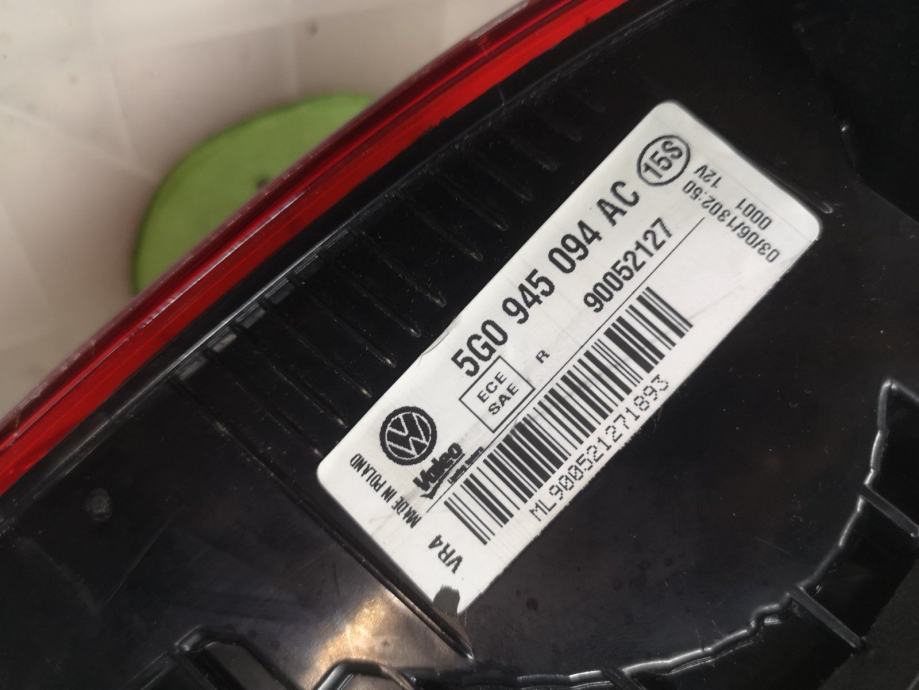 5G0 945 094 AC
15S
ECE
SAE
R
90052127
12V
03/06/1302:50
0001
VW
Valeo
MADE IN POLAND
VR4
ML900521271893